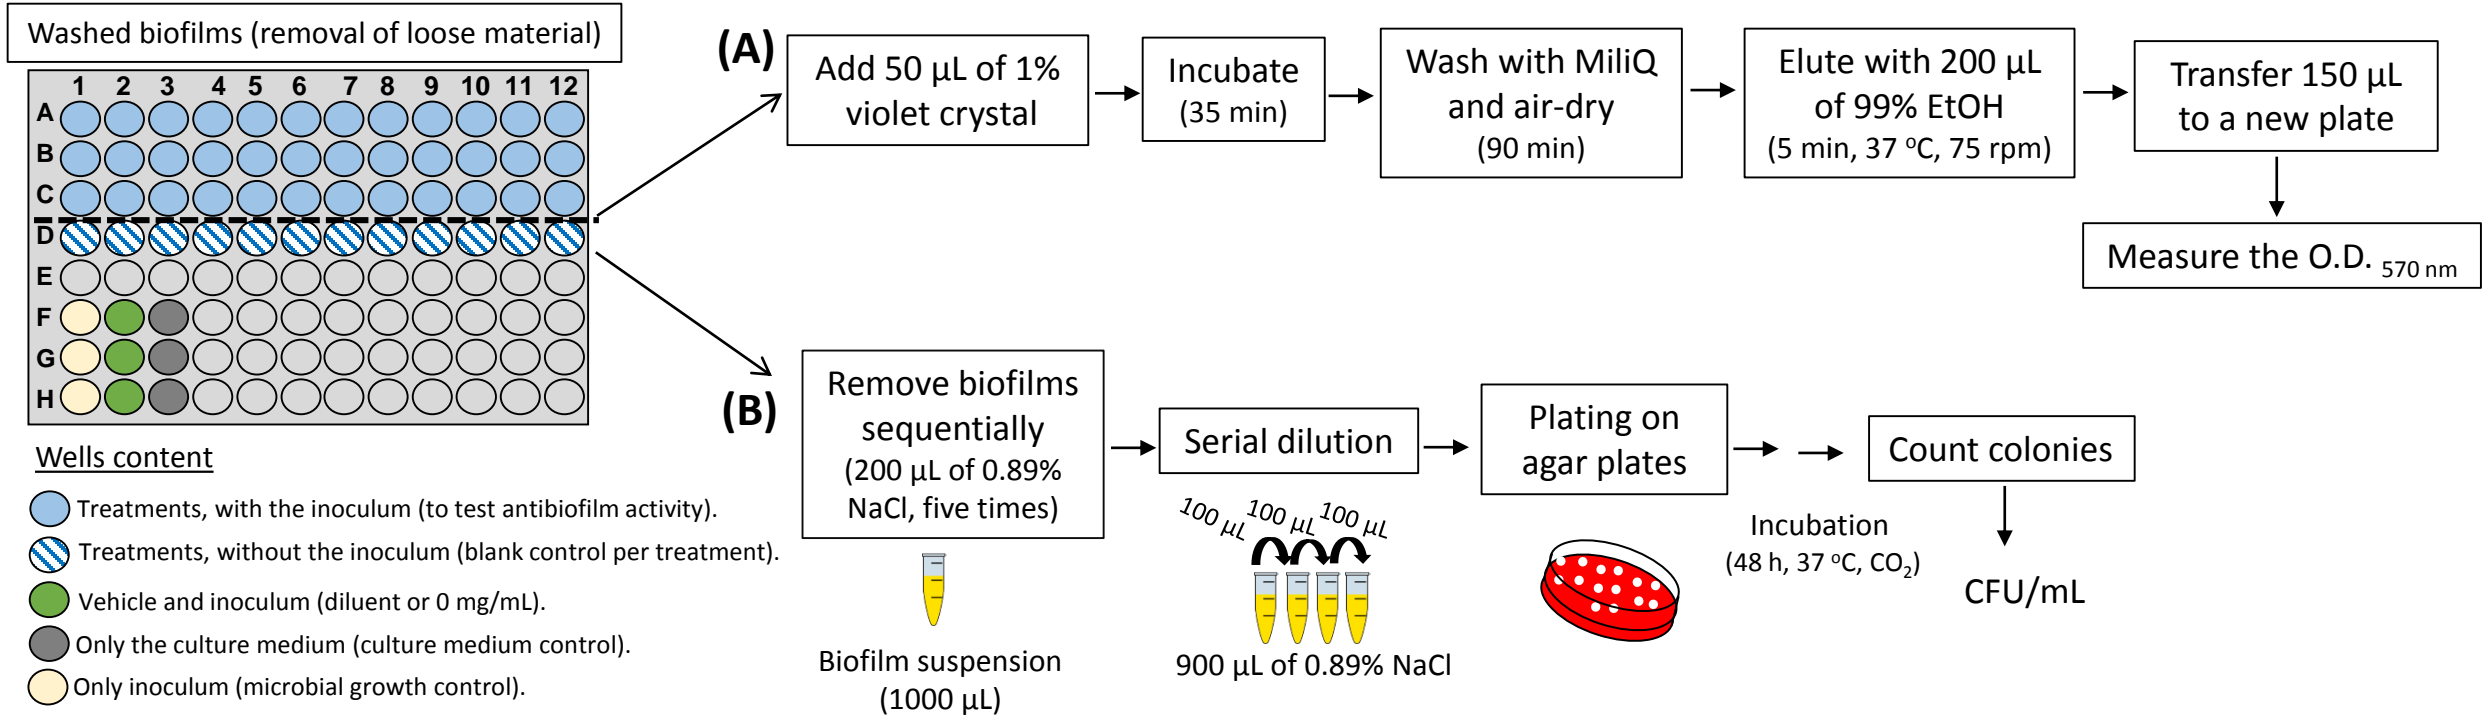 Washed biofilms (removal of loose material)
1 2 3 4 5 6 7 8 9 10 11 12
A
B
C
D
E
F
G
H
Wells content
Treatments, with the inoculum (to test antibiofilm activity).
Treatments, without the inoculum (blank control per treatment).
Vehicle and inoculum (diluent or 0 mg/mL).
Only the culture medium (culture medium control).
Only inoculum (microbial growth control).
(A)
Add 50 µL of 1%
violet crystal
Incubate
(35 min)
Wash with MiliQ
and air-dry
(90 min)
Elute with 200 µL
of 99% EtOH
(5 min, 37 ºC, 75 rpm)
Transfer 150 µL
to a new plate
Measure the O.D. 570 nm
(B)
Remove biofilms
sequentially
(200 µL of 0.89%
NaCl, five times)
Biofilm suspension
(1000 µL)
Serial dilution
100 µL 100 µL 100 µL
900 µL of 0.89% NaCl
Plating on
agar plates
Incubation
(48 h, 37 ºC, CO₂)
Count colonies
CFU/mL